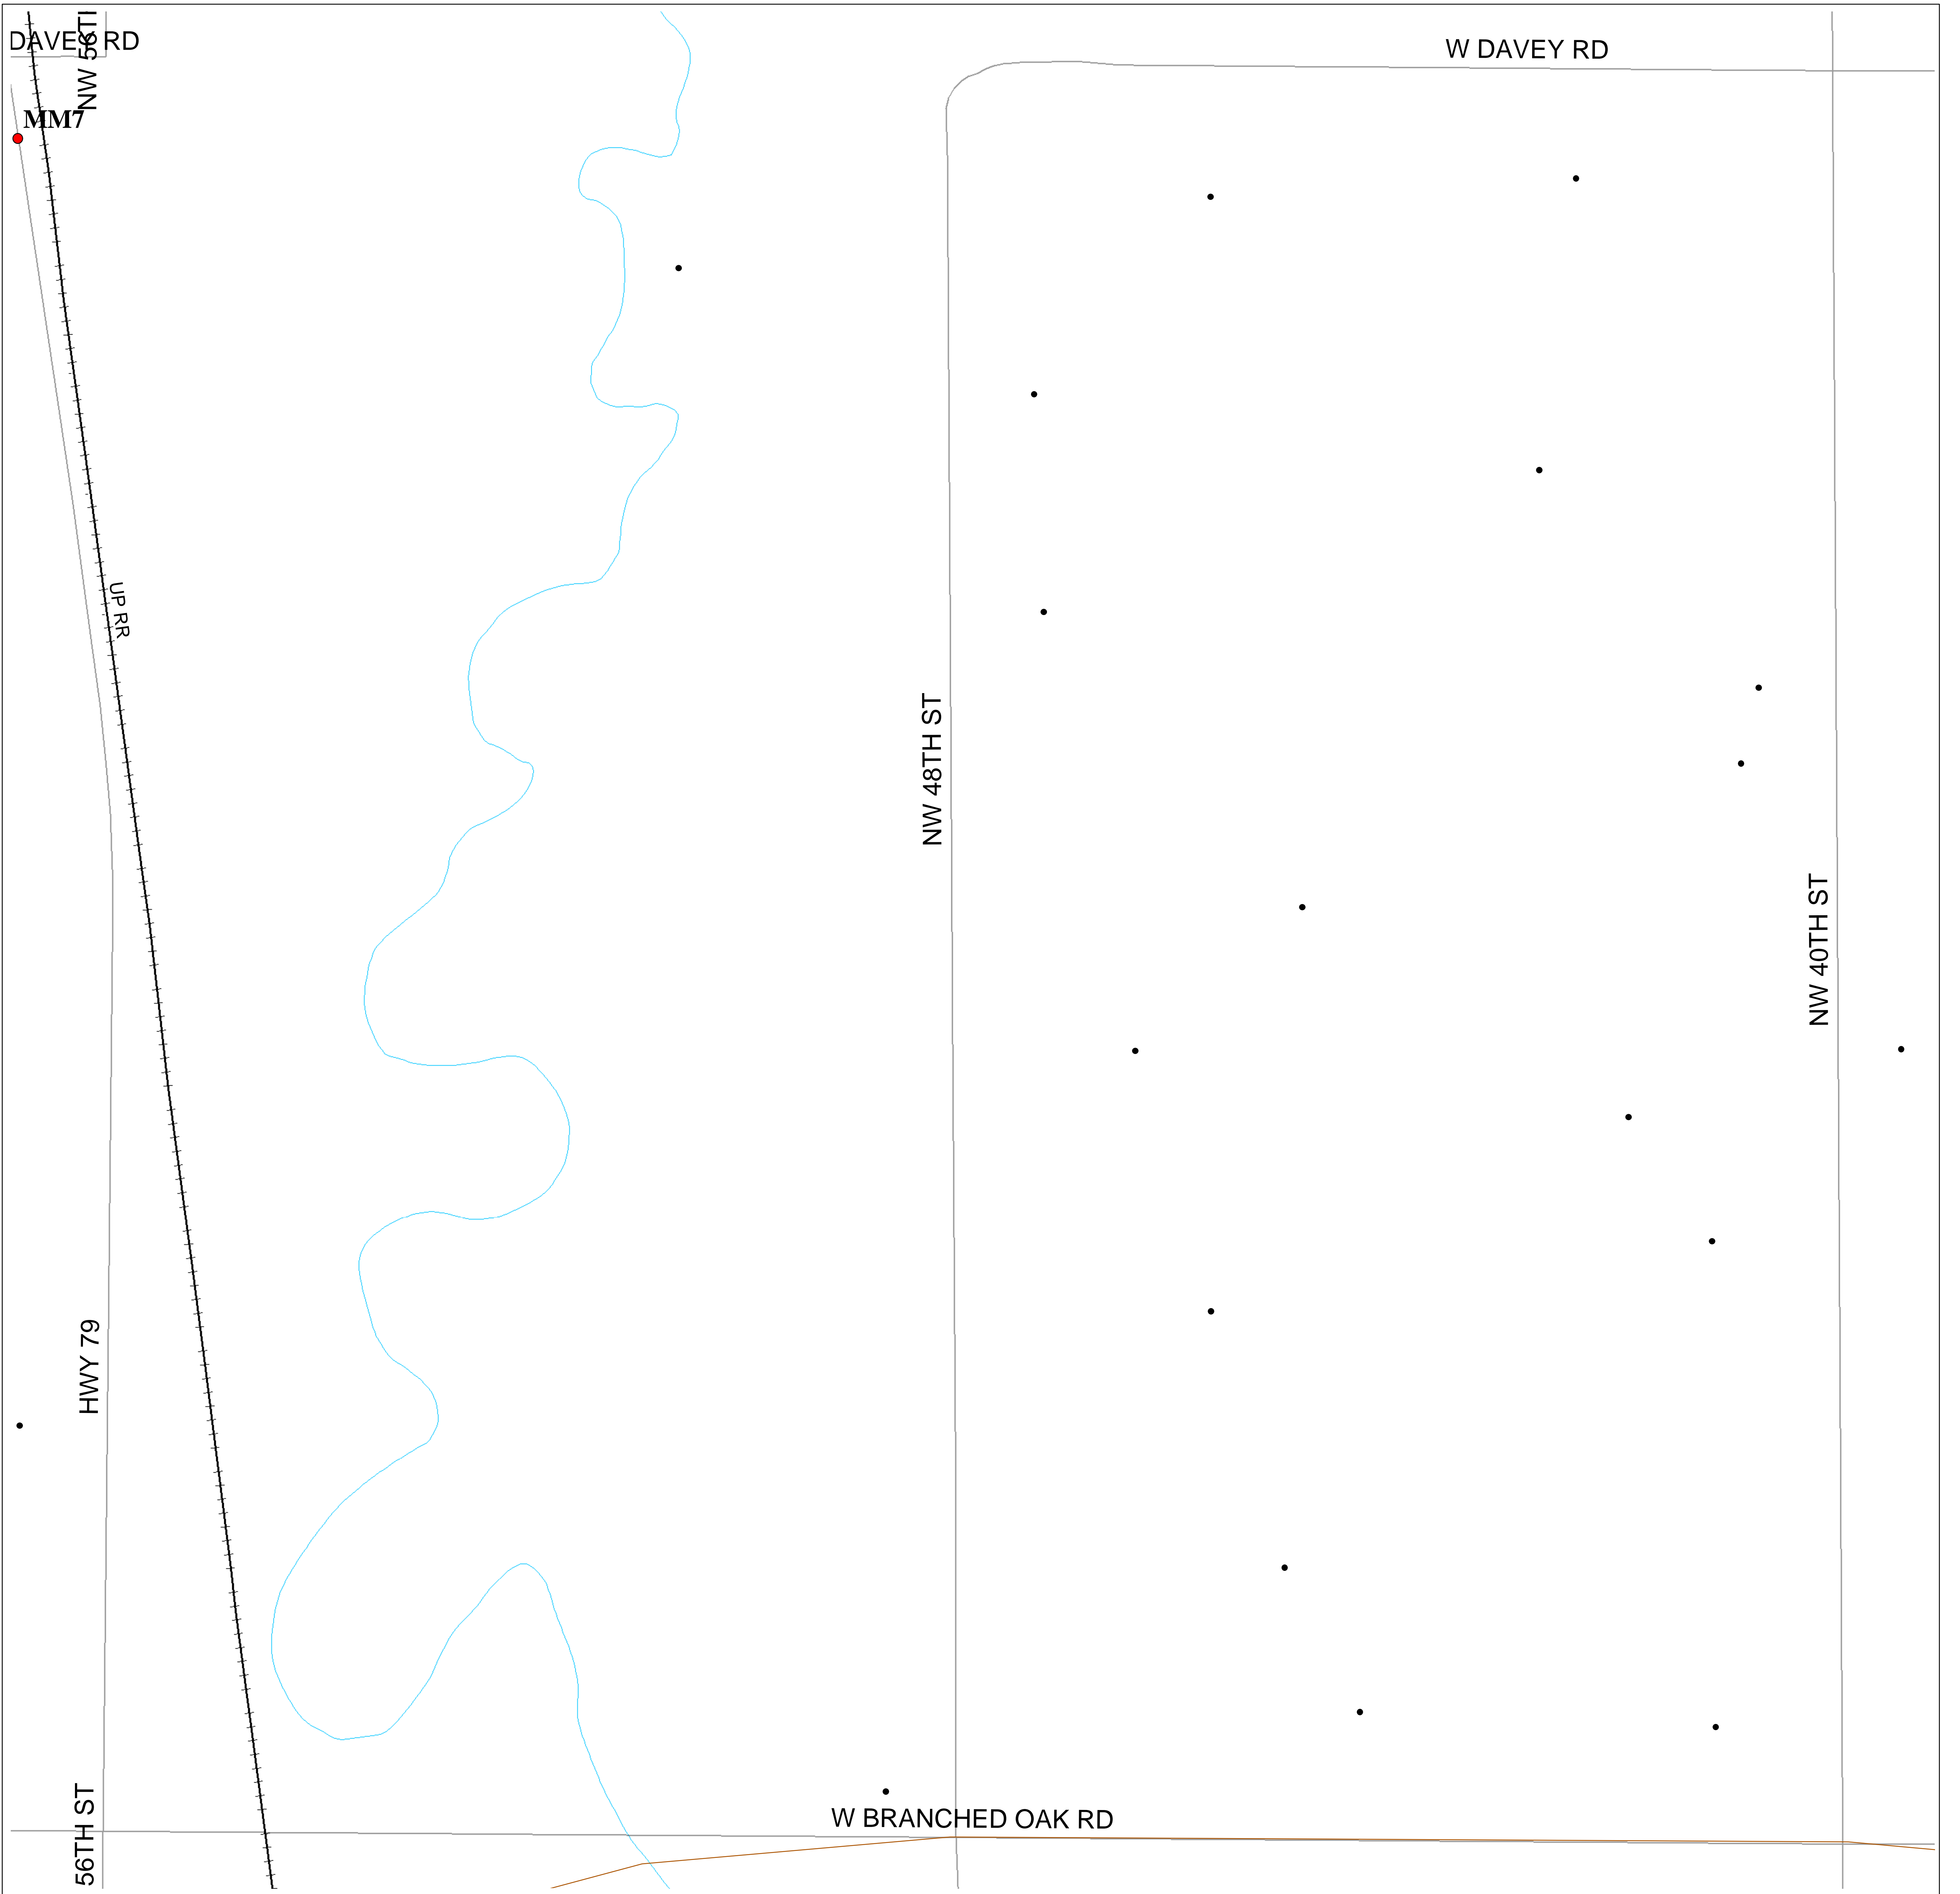 DAVEY RD
NW 56TH
W DAVEY RD
MM7
UP RR
NW 48TH ST
NW 40TH ST
HWY 79
56TH ST
W BRANCHED OAK RD